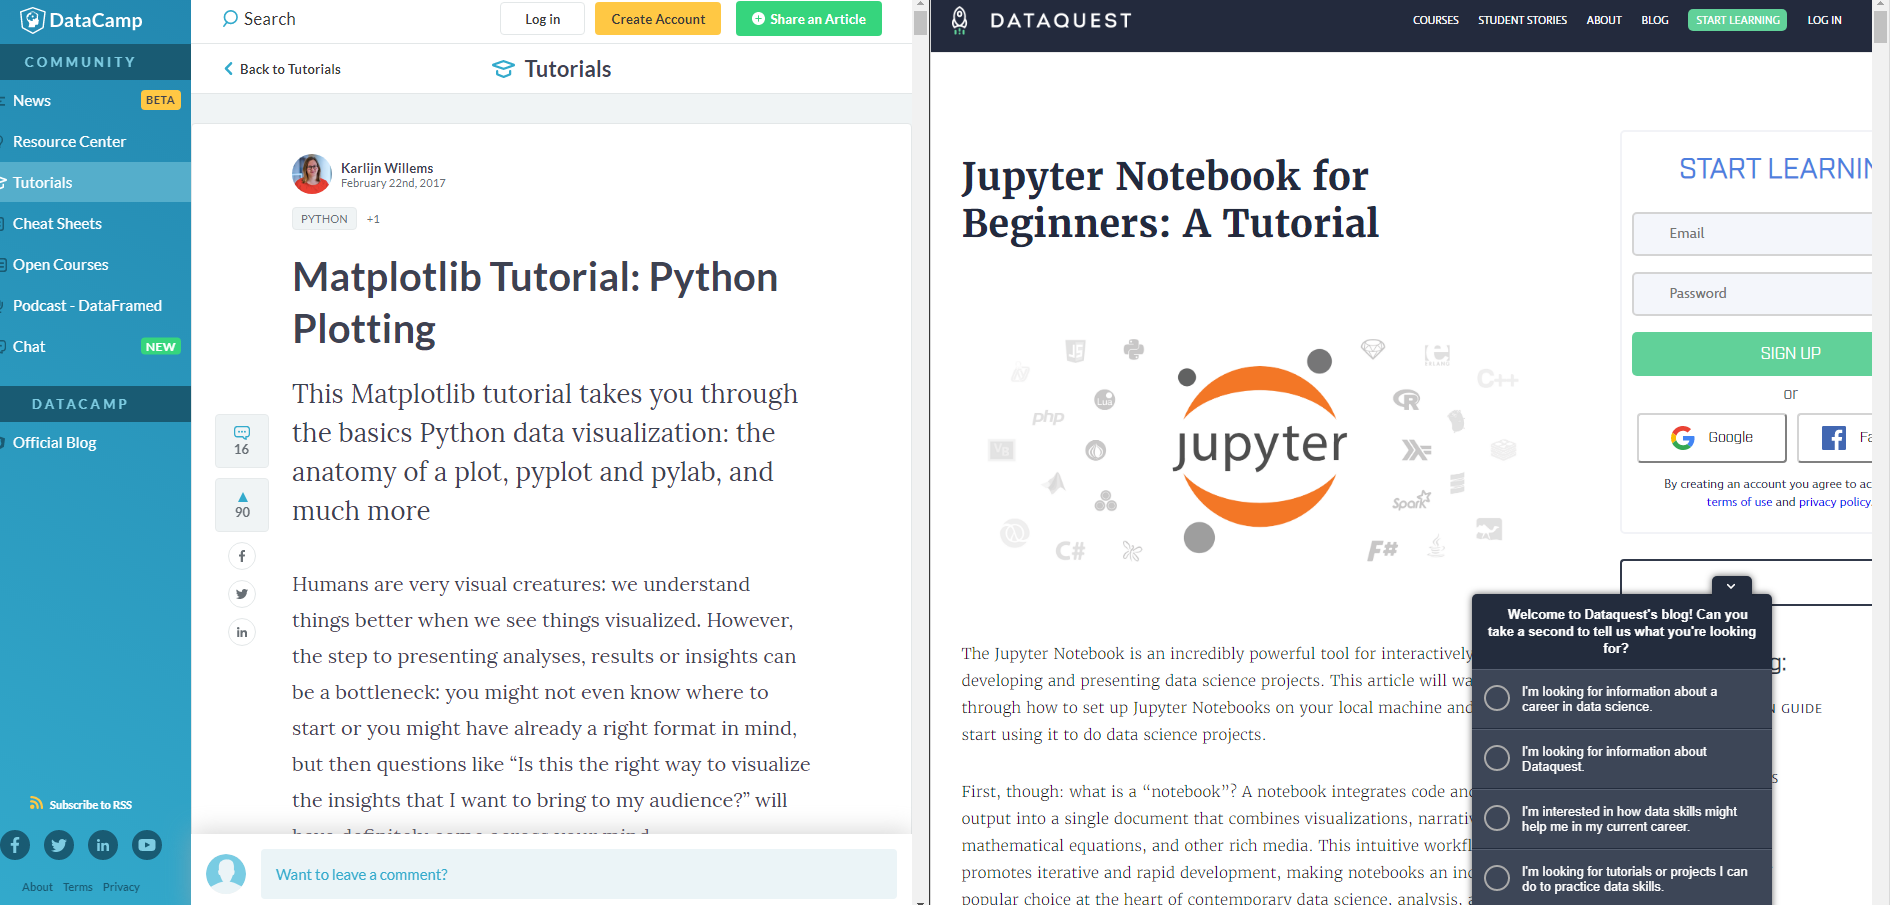 DataCamp
COMMUNITY
News
BETA
Resource Center
Tutorials
Cheat Sheets
Open Courses
Podcast - DataFramed
Chat
NEW
DATACAMP
Official Blog
Subscribe to RSS
About Terms Privacy
Search
Log in
Create Account
Share an Article
Back to Tutorials
Tutorials
Karlijn Willems
February 22nd, 2017
PYTHON
+1
Matplotlib Tutorial: Python
Plotting
This Matplotlib tutorial takes you through
the basics Python data visualization: the
anatomy of a plot, pyplot and pylab, and
much more
16
90
Humans are very visual creatures: we understand
things better when we see things visualized. However,
the step to presenting analyses, results or insights can
be a bottleneck: you might not even know where to
start or you might have already a right format in mind,
but then questions like “Is this the right way to visualize
the insights that I want to bring to my audience?” will
have definitely come across your mind.
Want to leave a comment?
DATAQUEST
COURSES
STUDENT STORIES
ABOUT
BLOG
START LEARNING
LOG IN
Jupyter Notebook for
Beginners: A Tutorial
JS
php
Lua
VB
C#
jupyter
ERLANG
C++
R
Spark
F#
The Jupyter Notebook is an incredibly powerful tool for interactively
developing and presenting data science projects. This article will wa
through how to set up Jupyter Notebooks on your local machine and
start using it to do data science projects.
First, though: what is a “notebook”? A notebook integrates code an
output into a single document that combines visualizations, narrati
mathematical equations, and other rich media. This intuitive workf
promotes iterative and rapid development, making notebooks an in
popular choice at the heart of contemporary data science, analysis,
START LEARNIN
Email
Password
SIGN UP
or
Google
Fa
By creating an account you agree to ac
terms of use and privacy policy.
g:
N GUIDE
S
Welcome to Dataquest's blog! Can you
take a second to tell us what you're looking
for?
I'm looking for information about a
career in data science.
I'm looking for information about
Dataquest.
I'm interested in how data skills might
help me in my current career.
I'm looking for tutorials or projects I can
do to practice data skills.